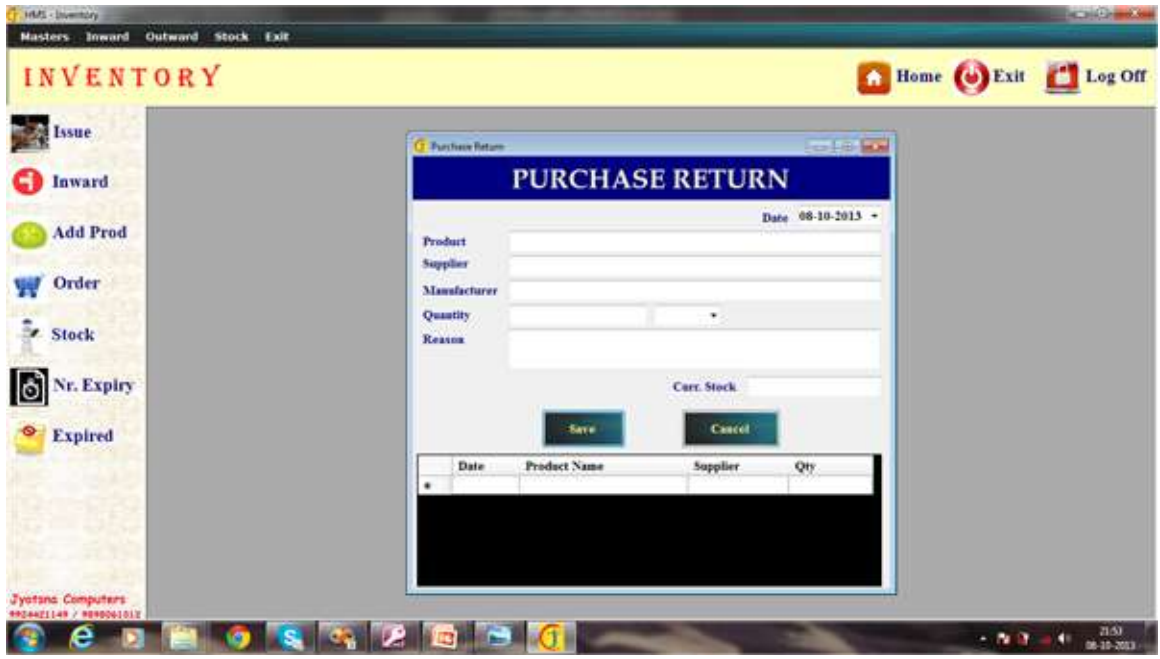 HMS - Inventory
Masters Inward Outward Stock Exit
INVENTORY
Home Exit Log Off
Issue
Inward
Add Prod
Order
Stock
Nr. Expiry
Expired
Purchase Return
PURCHASE RETURN
Date 08-10-2013
Product
Supplier
Manufacturer
Quantity
Reason
Curr. Stock
Save Cancel
Date Product Name Supplier Qty
Jyotsna Computers
21:53
08-10-2013